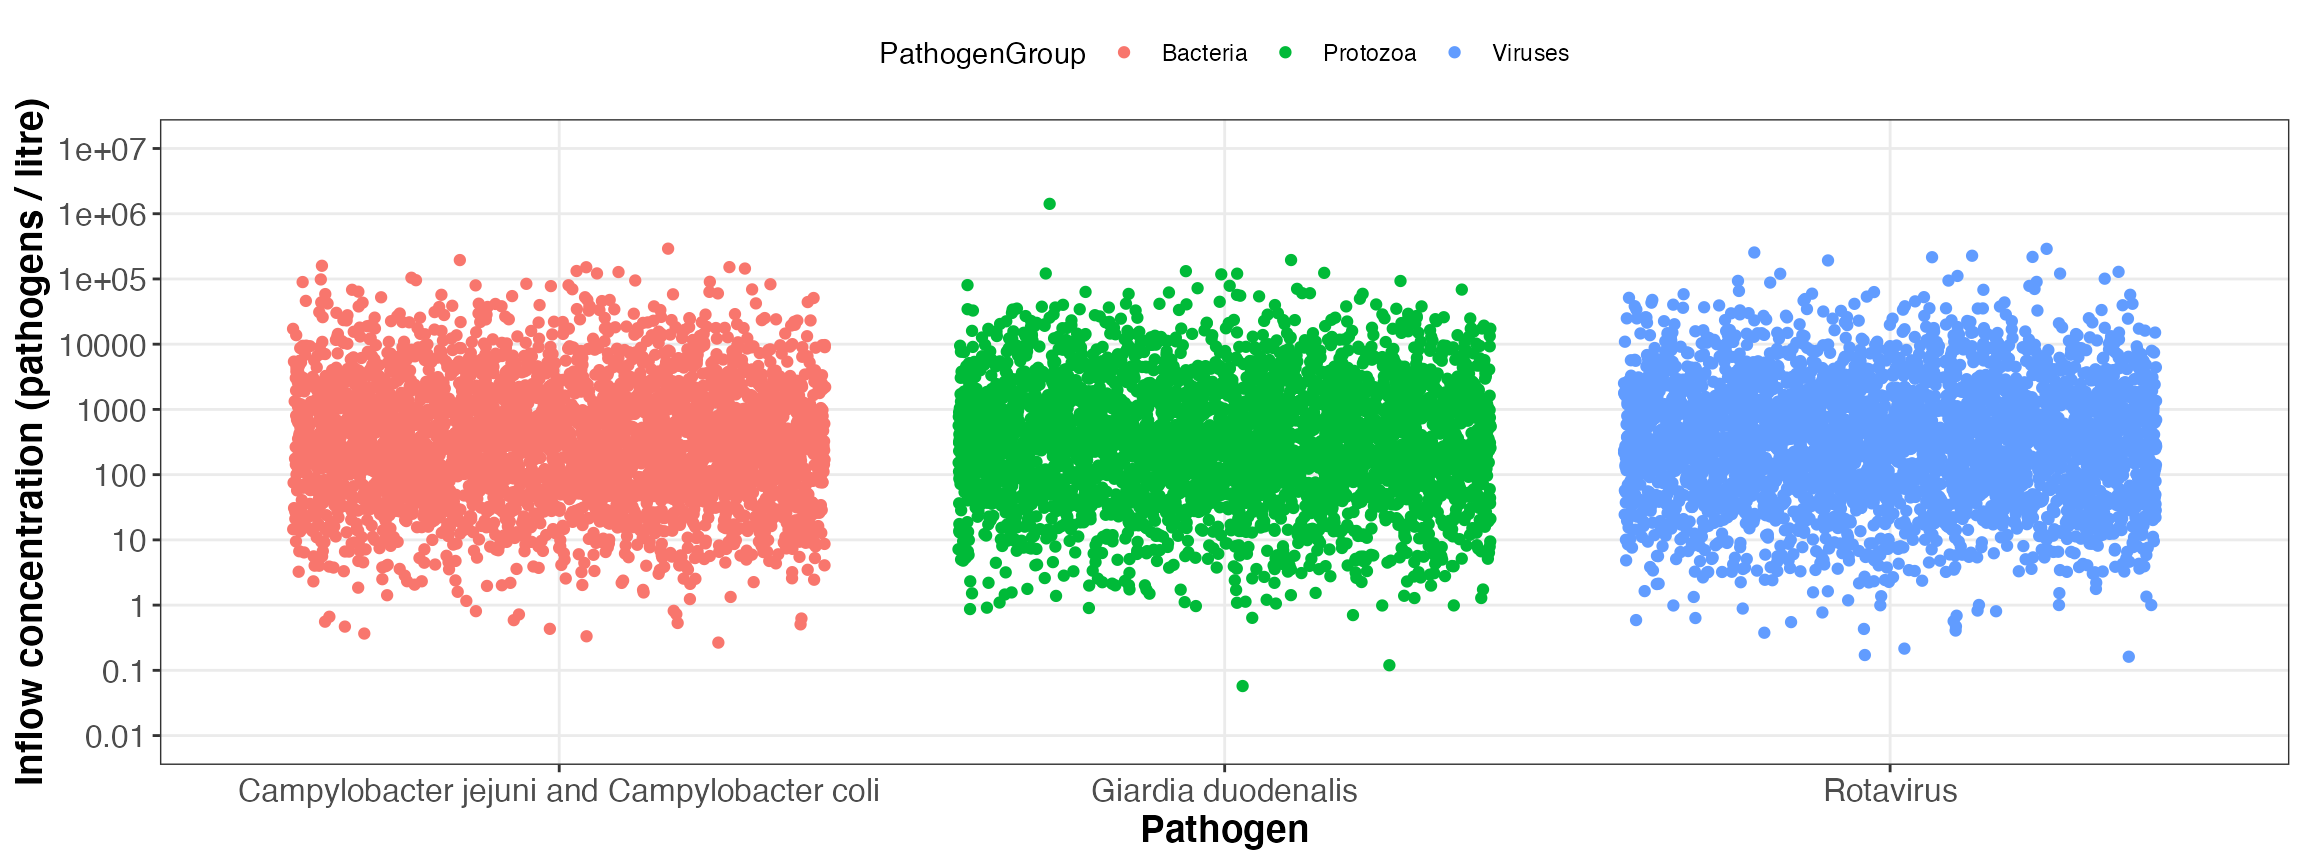 PathogenGroup Bacteria Protozoa Viruses
Inflow concentration (pathogens / litre)
1e+07
1e+06
1e+05
10000
1000
100
10
1
0.1
0.01
Campylobacter jejuni and Campylobacter coli Giardia duodenalis Rotavirus
Pathogen